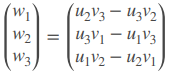 w₁ = u₂v₃ − u₃v₂
w₂ = u₃v₁ − u₁v₃
w₃ = u₁v₂ − u₂v₁